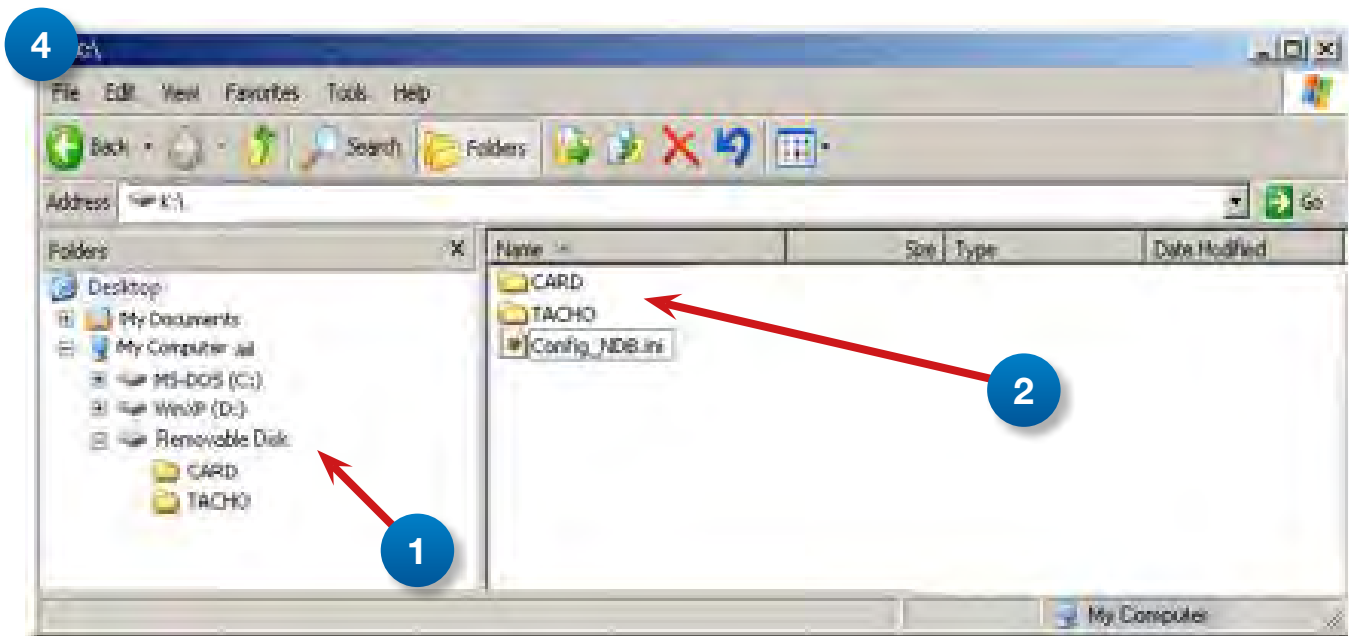 4
File Edit View Favorites Tools Help
Back Search Folders
Address Go
Folders X Name Size Type Date Modified
Desktop
My Documents
My Computer
MS-DOS (C:)
WinXP (D:)
Removable Disk
CARD
TACHO
CARD
TACHO
Config_NDB.ini
1
2
My Computer